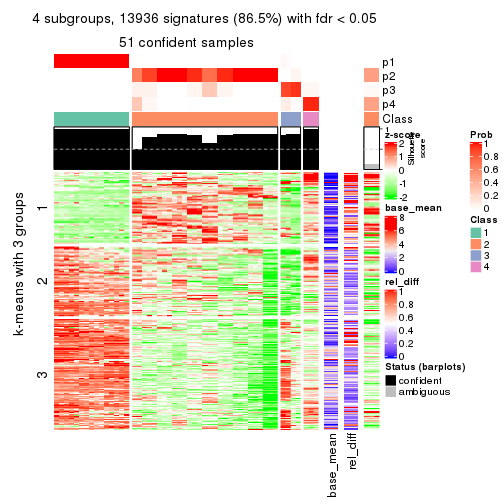 4 subgroups, 13936 signatures (86.5%) with fdr < 0.05
51 confident samples
p1
p2
p3
p4
Class
1
Silhouette
score
k-means with 3 groups
1
2
3
base_mean
rel_diff
z-score
2
1
0
-1
-2
base_mean
8
6
4
2
0
rel_diff
1
0.8
0.6
0.4
0.2
0
Status (barplots)
confident
ambiguous
Prob
1
0.8
0.6
0.4
0.2
0
Class
1
2
3
4